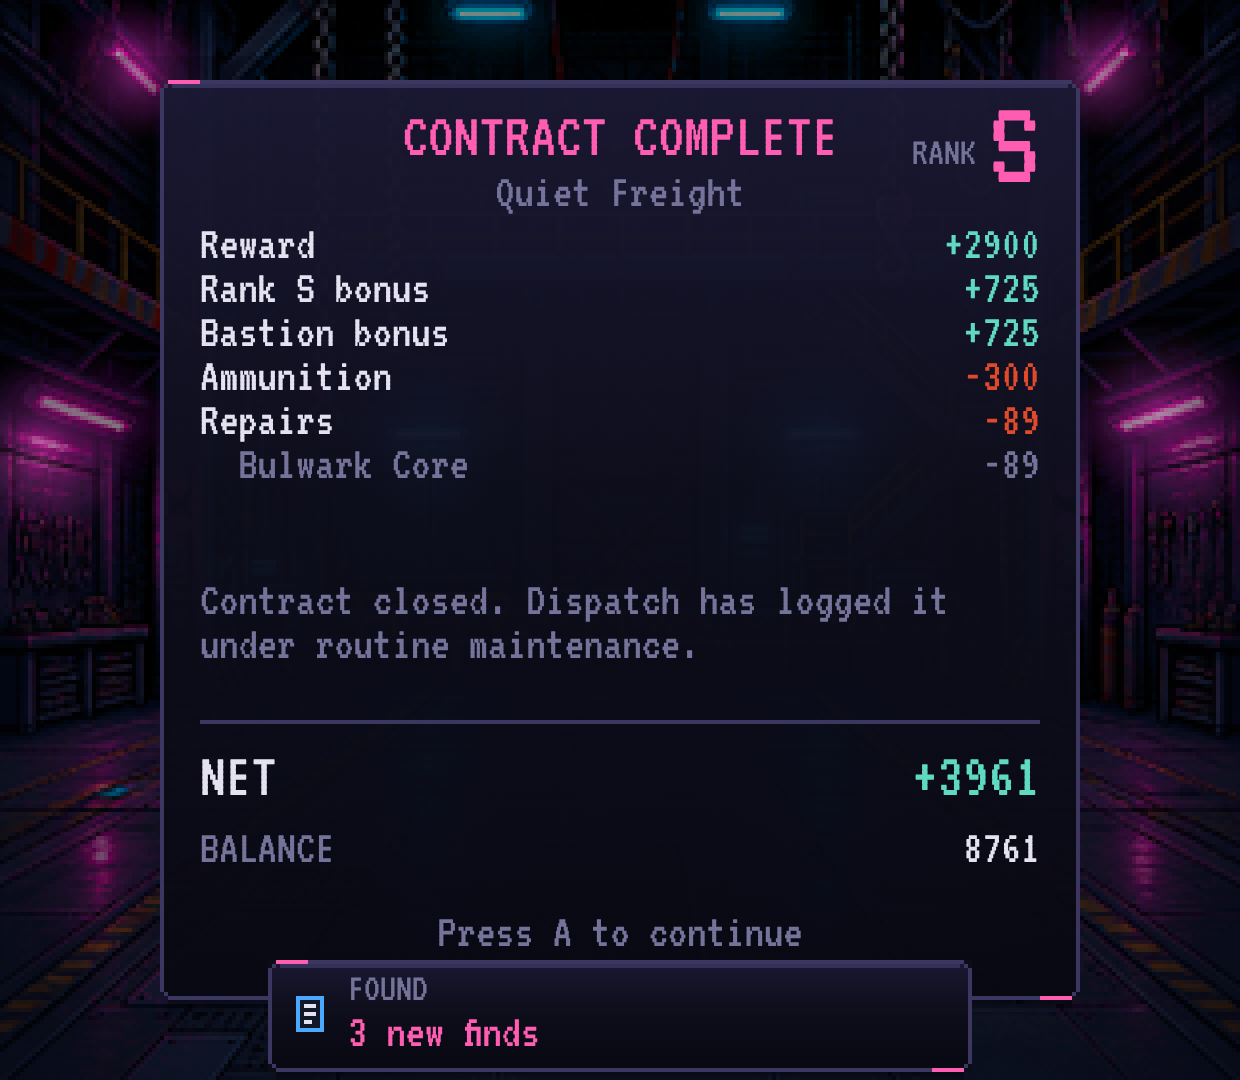 CONTRACT COMPLETE
RANK S
Quiet Freight
Reward +2900
Rank S bonus +725
Bastion bonus +725
Ammunition -300
Repairs -89
Bulwark Core -89
Contract closed. Dispatch has logged it
under routine maintenance.
NET +3961
BALANCE 8761
Press A to continue
FOUND
3 new finds